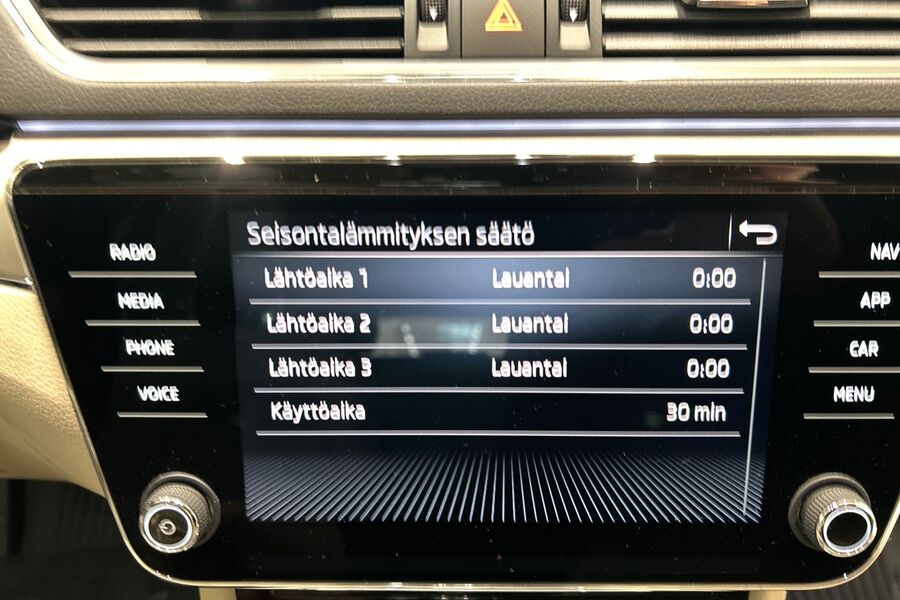 Seisontalämmityksen säätö
Lähtöaika 1 Lauantai 0:00
Lähtöaika 2 Lauantai 0:00
Lähtöaika 3 Lauantai 0:00
Käyttöaika 30 min
RADIO
MEDIA
PHONE
VOICE
NAV
APP
CAR
MENU